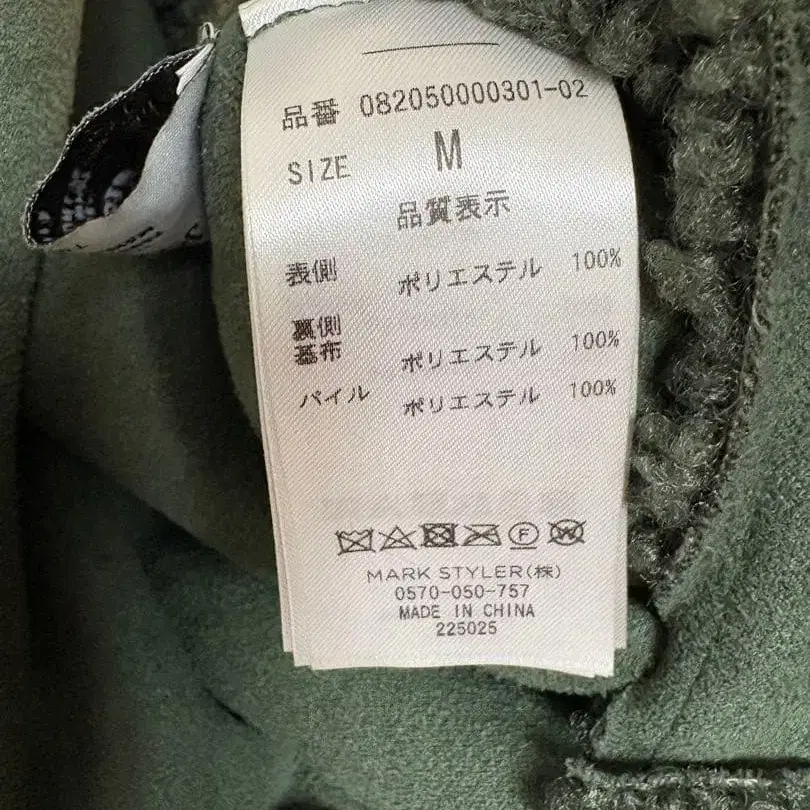 品番 082050000301-02
SIZE M
品質表示
表側 ポリエステル 100%
裏側
基布 ポリエステル 100%
パイル ポリエステル 100%
F
W
MARK STYLER(株)
0570-050-757
MADE IN CHINA
225025